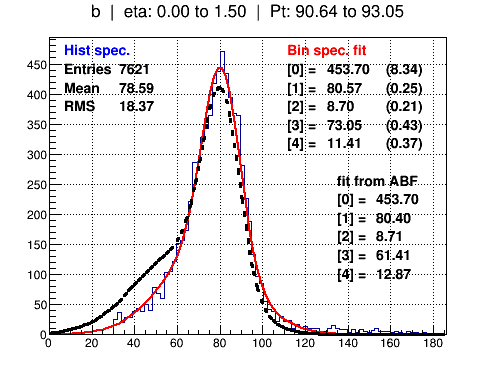 b | eta: 0.00 to 1.50 | Pt: 90.64 to 93.05
Hist spec.
Entries 7621
Mean 78.59
RMS 18.37
Bin spec. fit
[0] = 453.70 (8.34)
[1] = 80.57 (0.25)
[2] = 8.70 (0.21)
[3] = 73.05 (0.43)
[4] = 11.41 (0.37)
fit from ABF
[0] = 453.70
[1] = 80.40
[2] = 8.71
[3] = 61.41
[4] = 12.87
450
400
350
300
250
200
150
100
50
0
0 20 40 60 80 100 120 140 160 180